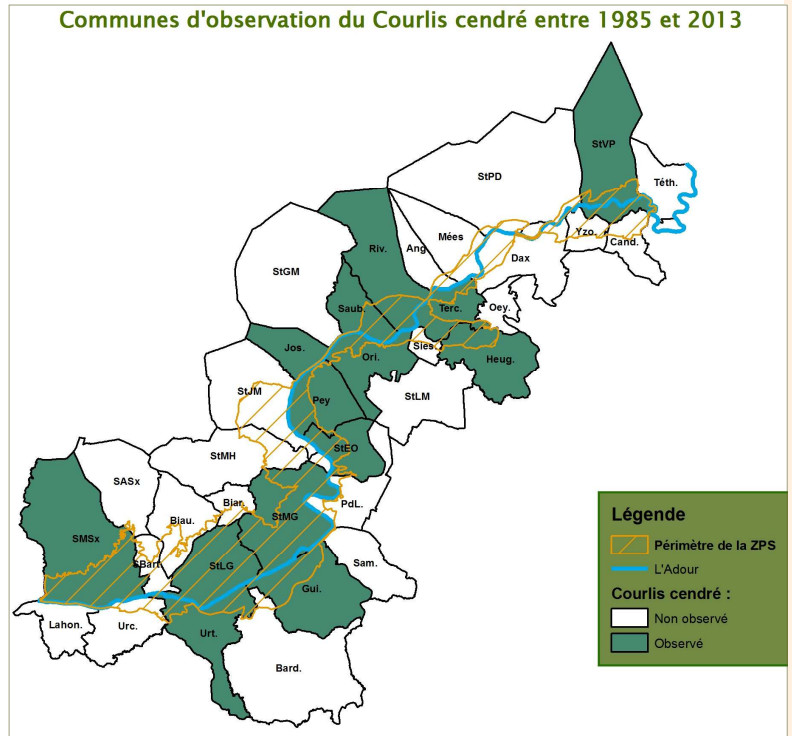 Communes d'observation du Courlis cendré entre 1985 et 2013
StVP
StPD
Téth.
Riv.
Ang
Mées
Yzo.
Cand.
Dax
StGM
Saub.
Terc.
Oey.
Jos.
Ori.
Sies.
Heug.
StJM
Pey
StLM
StMH
StEO
SASx
Biau.
Biar.
StMG
PdL.
SMSx
SBart.
StLG
Sam.
Gui.
Lahon.
Urc.
Urt.
Bard.
Légende
Périmètre de la ZPS
L'Adour
Courlis cendré :
Non observé
Observé